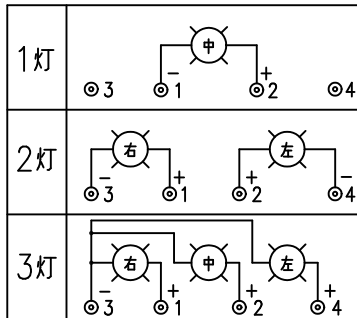 1灯
中
− +
3 1 2 4
2灯
右 左
− + + −
3 1 2 4
3灯
右 中 左
− + + +
3 1 2 4